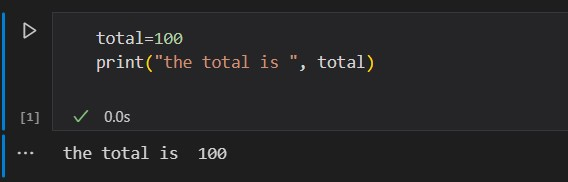 total=100
print("the total is ", total)
[1]
0.0s
the total is  100